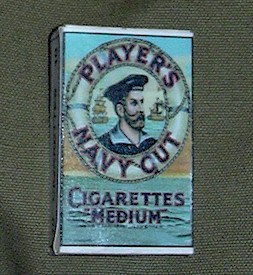 PLAYER'S
NAVY CUT
CIGARETTES
"MEDIUM"